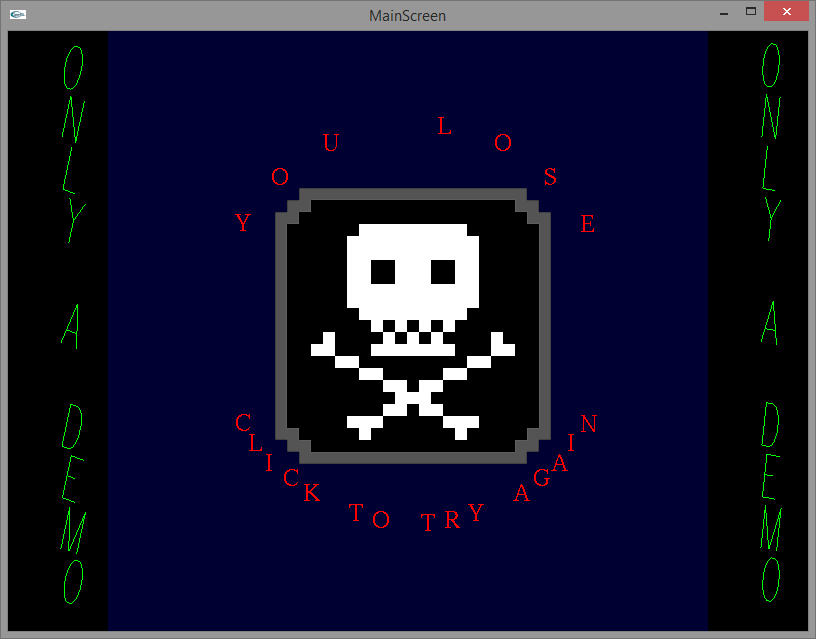 MainScreen
ONLY A DEMO
YOU LOSE
CLICK TO TRY AGAIN
ONLY A DEMO